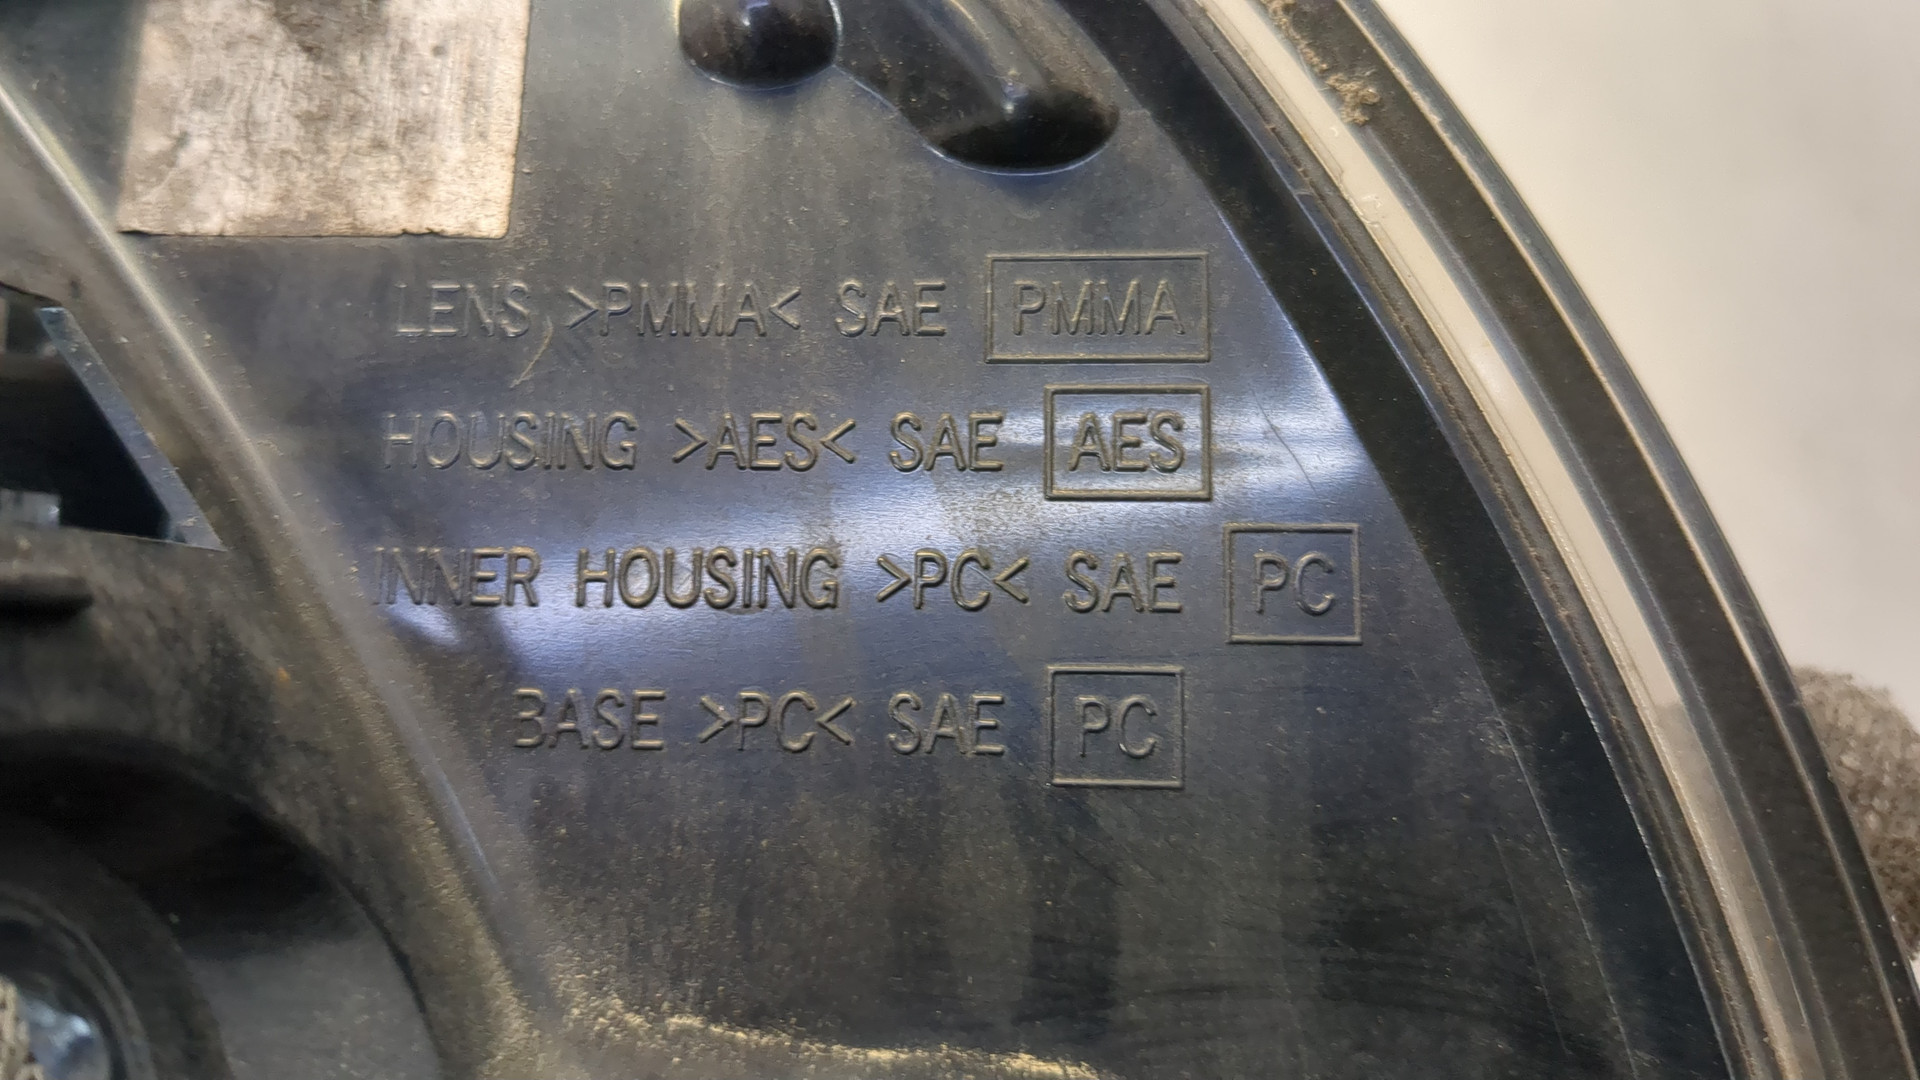 LENS >PMMA< SAE PMMA
HOUSING >AES< SAE AES
INNER HOUSING >PC< SAE PC
BASE >PC< SAE PC